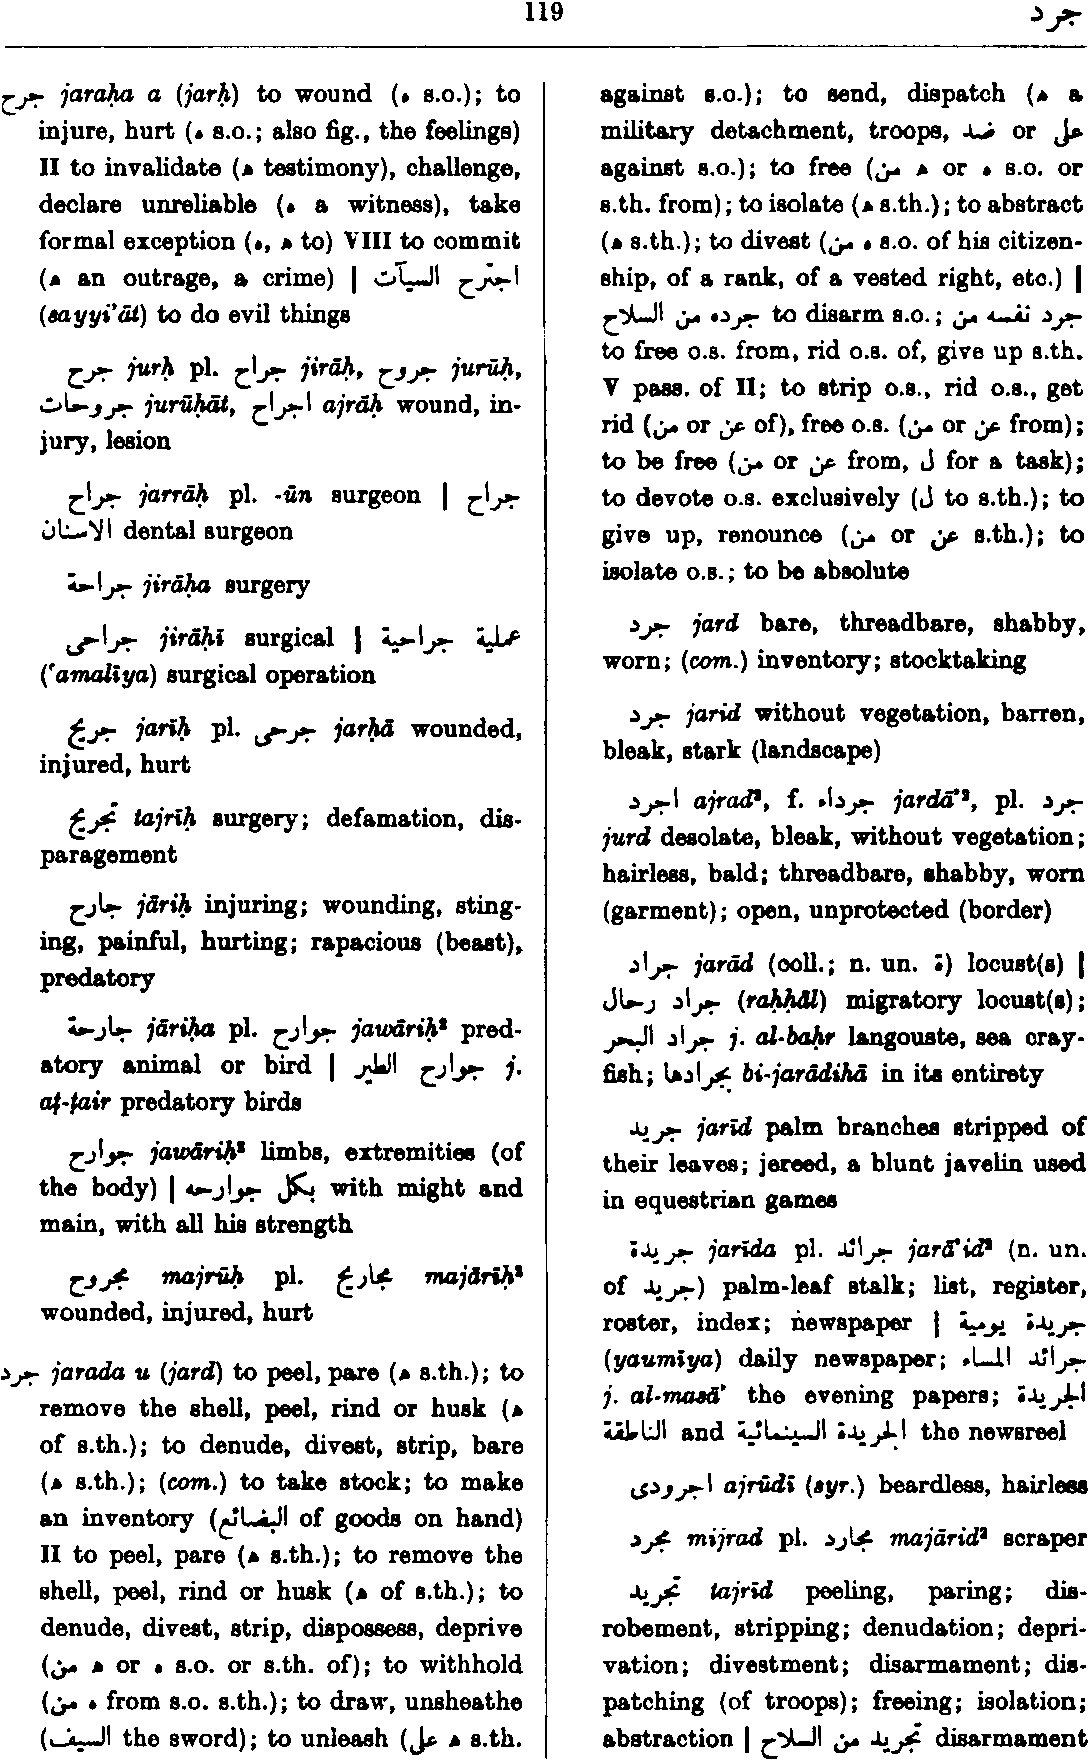 119
جرد
جرح jaraḥa a (jarḥ) to wound (ه s.o.); to
injure, hurt (ه s.o.; also fig., the feelings)
II to invalidate (ﻫ testimony), challenge,
declare unreliable (ه a witness), take
formal exception (ه, ﻫ to) VIII to commit
(ﻫ an outrage, a crime) | اجترح السيآت
(sayyi'āt) to do evil things
جرح jurḥ pl. جراح jirāḥ, جروح jurūḥ,
جروحات jurūḥāt, اجراح ajrāḥ wound, in-
jury, lesion
جراح jarrāḥ pl. -ūn surgeon | جراح
الاسنان dental surgeon
جراحة jirāḥa surgery
جراحى jirāḥī surgical | عملية جراحية
(ʿamalīya) surgical operation
جريح jarīḥ pl. جرحى jarḥā wounded,
injured, hurt
تجريح tajrīḥ surgery; defamation, dis-
paragement
جارح jāriḥ injuring; wounding, sting-
ing, painful, hurting; rapacious (beast),
predatory
جارحة jāriḥa pl. جوارح jawāriḥ² pred-
atory animal or bird | جوارح الطير j.
aṭ-ṭair predatory birds
جوارح jawāriḥ² limbs, extremities (of
the body) | بكل جوارحه with might and
main, with all his strength
مجروح majrūḥ pl. مجاريح majārīḥ²
wounded, injured, hurt
جرد jarada u (jard) to peel, pare (ﻫ s.th.); to
remove the shell, peel, rind or husk (ﻫ
of s.th.); to denude, divest, strip, bare
(ﻫ s.th.); (com.) to take stock; to make
an inventory (البضائع of goods on hand)
II to peel, pare (ﻫ s.th.); to remove the
shell, peel, rind or husk (ﻫ of s.th.); to
denude, divest, strip, dispossess, deprive
(من ﻫ or ه s.o. or s.th. of); to withhold
(من ه from s.o. s.th.); to draw, unsheathe
(السيف the sword); to unleash (على ﻫ s.th.
against s.o.); to send, dispatch (ﻫ a
military detachment, troops, ضد or على
against s.o.); to free (من ﻫ or ه s.o. or
s.th. from); to isolate (ﻫ s.th.); to abstract
(ﻫ s.th.); to divest (من ه s.o. of his citizen-
ship, of a rank, of a vested right, etc.) |
جرده من السلاح to disarm s.o.; جرد نفسه من
to free o.s. from, rid o.s. of, give up s.th.
V pass. of II; to strip o.s., rid o.s., get
rid (من or عن of), free o.s. (من or عن from);
to be free (من or عن from, ل for a task);
to devote o.s. exclusively (ل to s.th.); to
give up, renounce (من or عن s.th.); to
isolate o.s.; to be absolute
جرد jard bare, threadbare, shabby,
worn; (com.) inventory; stocktaking
جرد jarid without vegetation, barren,
bleak, stark (landscape)
اجرد ajrad², f. جرداء jardā'², pl. جرد
jurd desolate, bleak, without vegetation;
hairless, bald; threadbare, shabby, worn
(garment); open, unprotected (border)
جراد jarād (coll.; n. un. ة) locust(s) |
جراد رحال (raḥḥāl) migratory locust(s);
جراد البحر j. al-baḥr langouste, sea cray-
fish; بجرادها bi-jarādihā in its entirety
جريد jarīd palm branches stripped of
their leaves; jereed, a blunt javelin used
in equestrian games
جريدة jarīda pl. جرائد jarā'id² (n. un.
of جريد) palm-leaf stalk; list, register,
roster, index; newspaper | جريدة يومية
(yaumīya) daily newspaper; جرائد المساء
j. al-masā' the evening papers; الجريدة
الناطقة and الجريدة السينمائية the newsreel
اجرودى ajrūdī (syr.) beardless, hairless
مجرد mijrad pl. مجارد majārid² scraper
تجريد tajrīd peeling, paring; dis-
robement, stripping; denudation; depri-
vation; divestment; disarmament; dis-
patching (of troops); freeing; isolation;
abstraction | تجريد من السلاح disarmament